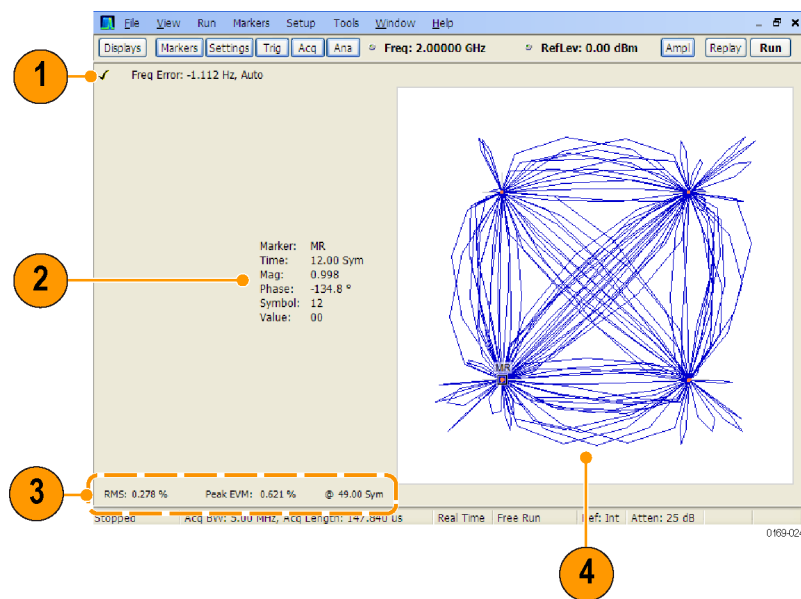 File View Run Markers Setup Tools Window Help
Displays Markers Settings Trig Acq Ana Freq: 2.00000 GHz RefLev: 0.00 dBm Ampl Replay Run
1
Freq Error: -1.112 Hz, Auto
2
Marker: MR
Time: 12.00 Sym
Mag: 0.998
Phase: -134.8 °
Symbol: 12
Value: 00
MR
3
RMS: 0.278 % Peak EVM: 0.621 % @ 49.00 Sym
Stopped Acq BW: 5.00 MHz, Acq Length: 147.840 us Real Time Free Run Ref: Int Atten: 25 dB
0169-024
4